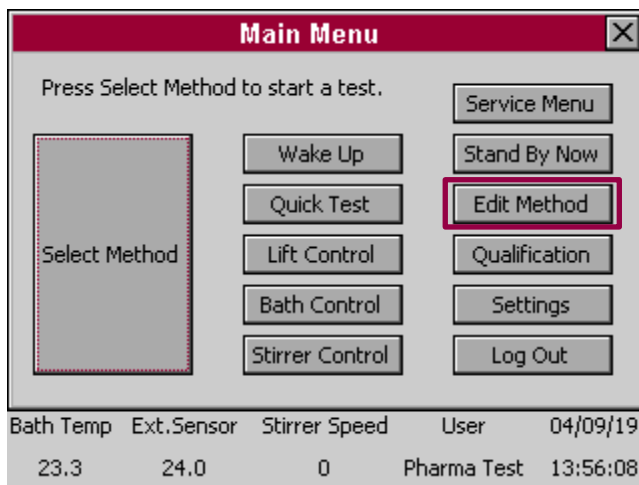 Main Menu
Press Select Method to start a test.
Service Menu
Wake Up
Stand By Now
Quick Test
Edit Method
Select Method
Lift Control
Qualification
Bath Control
Settings
Stirrer Control
Log Out
Bath Temp Ext.Sensor Stirrer Speed User 04/09/19
23.3 24.0 0 Pharma Test 13:56:08